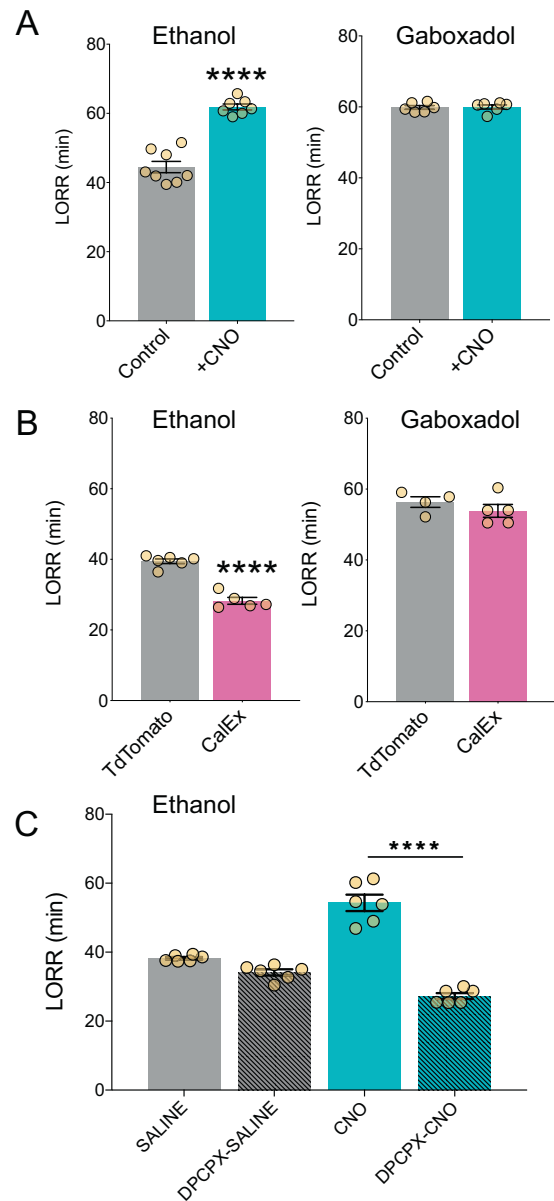 A
Ethanol
Gaboxadol
LORR (min)
80
60
40
20
0
****
Control
+CNO
LORR (min)
80
60
40
20
0
Control
+CNO
B
Ethanol
Gaboxadol
LORR (min)
80
60
40
20
0
****
TdTomato
CalEx
LORR (min)
80
60
40
20
0
TdTomato
CalEx
C
Ethanol
LORR (min)
80
60
40
20
0
****
SALINE
DPCPX-SALINE
CNO
DPCPX-CNO